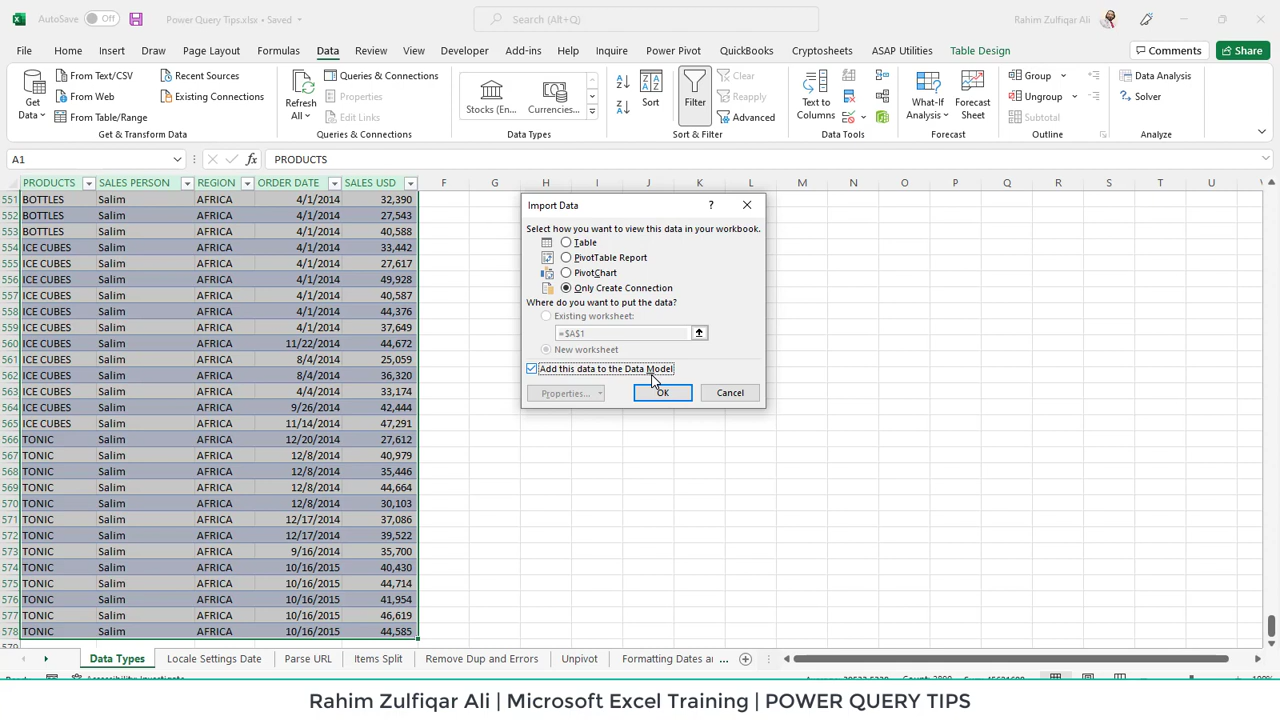 AutoSave Off Power Query Tips.xlsx • Saved Search (Alt+Q) Rahim Zulfiqar Ali
File Home Insert Draw Page Layout Formulas Data Review View Developer Add-ins Help Inquire Power Pivot QuickBooks Cryptosheets ASAP Utilities Table Design Comments Share
Get Data
From Text/CSV
From Web
From Table/Range
Recent Sources
Existing Connections
Get & Transform Data
Refresh All
Queries & Connections
Properties
Edit Links
Queries & Connections
Stocks (En... Currencies...
Data Types
Sort
Filter
Clear
Reapply
Advanced
Sort & Filter
Text to Columns
Data Tools
What-If Analysis
Forecast Sheet
Forecast
Group
Ungroup
Subtotal
Outline
Data Analysis
Solver
Analyze
A1 fx PRODUCTS
PRODUCTS SALES PERSON REGION ORDER DATE SALES USD F G H I J K L M N O P Q R S T U V
551 BOTTLES Salim AFRICA 4/1/2014 32,390
552 BOTTLES Salim AFRICA 4/1/2014 27,543
553 BOTTLES Salim AFRICA 4/1/2014 40,588
554 ICE CUBES Salim AFRICA 4/1/2014 33,442
555 ICE CUBES Salim AFRICA 4/1/2014 27,617
556 ICE CUBES Salim AFRICA 4/1/2014 49,928
557 ICE CUBES Salim AFRICA 4/1/2014 40,587
558 ICE CUBES Salim AFRICA 4/1/2014 44,376
559 ICE CUBES Salim AFRICA 4/1/2014 37,649
560 ICE CUBES Salim AFRICA 11/22/2014 44,672
561 ICE CUBES Salim AFRICA 8/4/2014 25,059
562 ICE CUBES Salim AFRICA 8/4/2014 36,320
563 ICE CUBES Salim AFRICA 4/4/2014 33,174
564 ICE CUBES Salim AFRICA 9/26/2014 42,444
565 ICE CUBES Salim AFRICA 11/14/2014 47,291
566 TONIC Salim AFRICA 12/20/2014 27,612
567 TONIC Salim AFRICA 12/8/2014 40,979
568 TONIC Salim AFRICA 12/8/2014 35,446
569 TONIC Salim AFRICA 12/8/2014 44,664
570 TONIC Salim AFRICA 12/8/2014 30,103
571 TONIC Salim AFRICA 12/17/2014 37,086
572 TONIC Salim AFRICA 12/17/2014 39,522
573 TONIC Salim AFRICA 9/16/2014 35,700
574 TONIC Salim AFRICA 10/16/2015 40,430
575 TONIC Salim AFRICA 10/16/2015 44,714
576 TONIC Salim AFRICA 10/16/2015 41,954
577 TONIC Salim AFRICA 10/16/2015 46,619
578 TONIC Salim AFRICA 10/16/2015 44,585
579
Import Data ?
Select how you want to view this data in your workbook.
Table
PivotTable Report
PivotChart
Only Create Connection
Where do you want to put the data?
Existing worksheet:
=$A$1
New worksheet
Add this data to the Data Model
Properties... OK Cancel
Data Types Locale Settings Date Parse URL Items Split Remove Dup and Errors Unpivot Formatting Dates ar ...
Rahim Zulfiqar Ali | Microsoft Excel Training | POWER QUERY TIPS